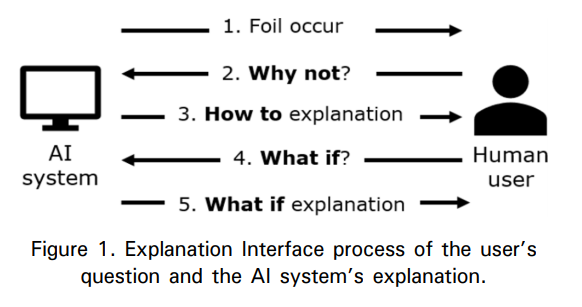 1. Foil occur
2. Why not?
3. How to explanation
4. What if?
5. What if explanation
AI
system
Human
user
Figure 1. Explanation Interface process of the user's
question and the AI system's explanation.